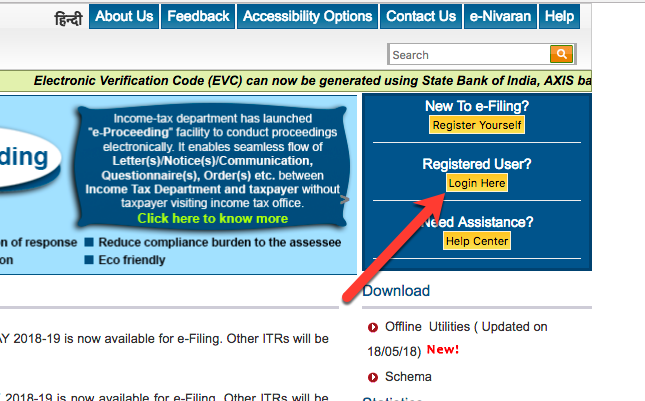 हिन्दी About Us Feedback Accessibility Options Contact Us e-Nivaran Help
Search
Electronic Verification Code (EVC) can now be generated using State Bank of India, AXIS ba
Income-tax department has launched
"e-Proceeding" facility to conduct proceedings
electronically. It enables seamless flow of
Letter(s)/Notice(s)/Communication,
Questionnaire(s), Order(s) etc. between
Income Tax Department and taxpayer without
taxpayer visiting income tax office.
Click here to know more
ding
n of response Reduce compliance burden to the assessee
on Eco friendly
New To e-Filing?
Register Yourself
Registered User?
Login Here
Need Assistance?
Help Center
Download
Offline Utilities ( Updated on
18/05/18) New!
Schema
AY 2018-19 is now available for e-Filing. Other ITRs will be
2018-19 is now available for e-Filing. Other ITRs will be